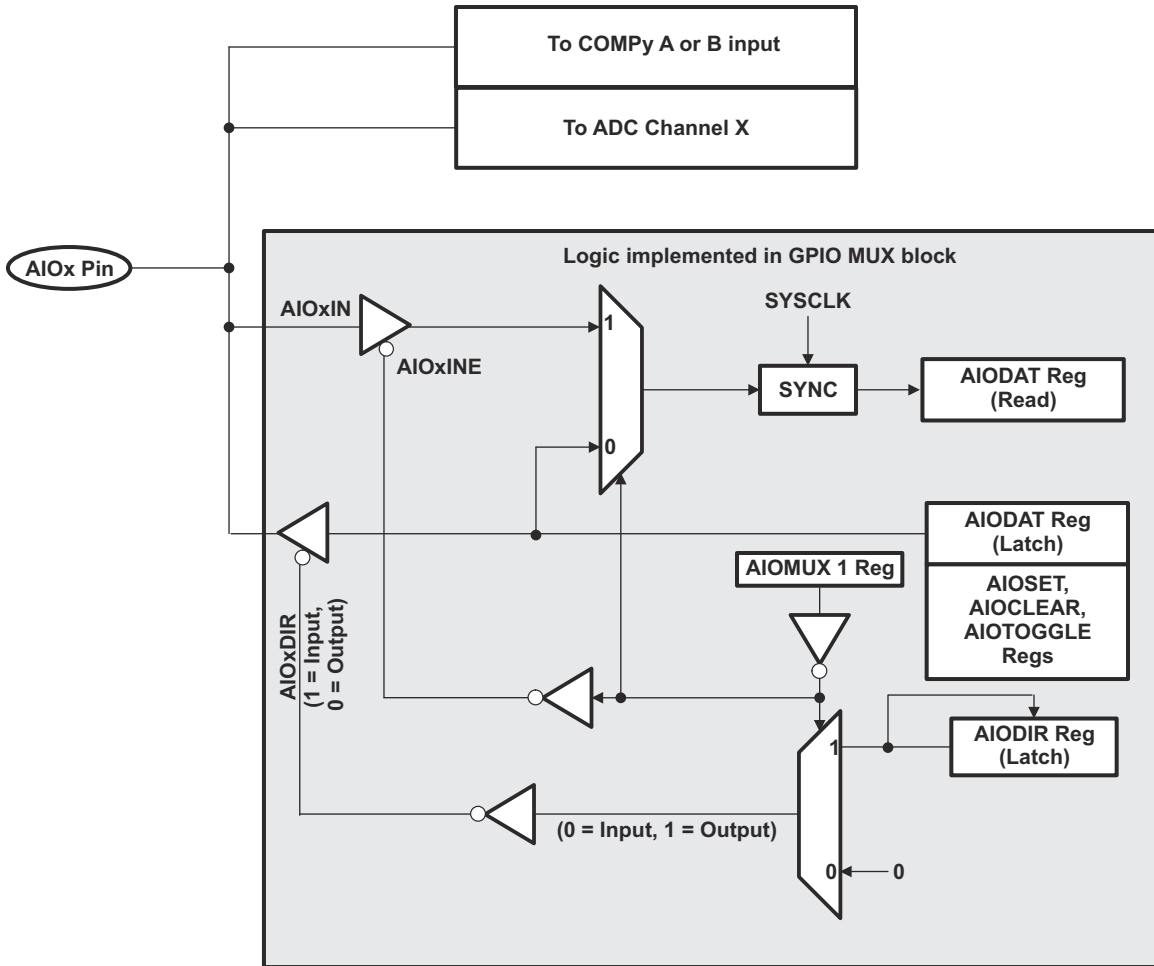 To COMPy A or B input
To ADC Channel X
AIOx Pin
Logic implemented in GPIO MUX block
SYSCLK
AIOxIN
1
AIOxINE
SYNC
AIODAT Reg
(Read)
0
AIODAT Reg
(Latch)
AIOMUX 1 Reg
AIOSET,
AIOCLEAR,
AIOTOGGLE
Regs
AIOxDIR
(1 = Input,
0 = Output)
1
AIODIR Reg
(Latch)
(0 = Input, 1 = Output)
0
0